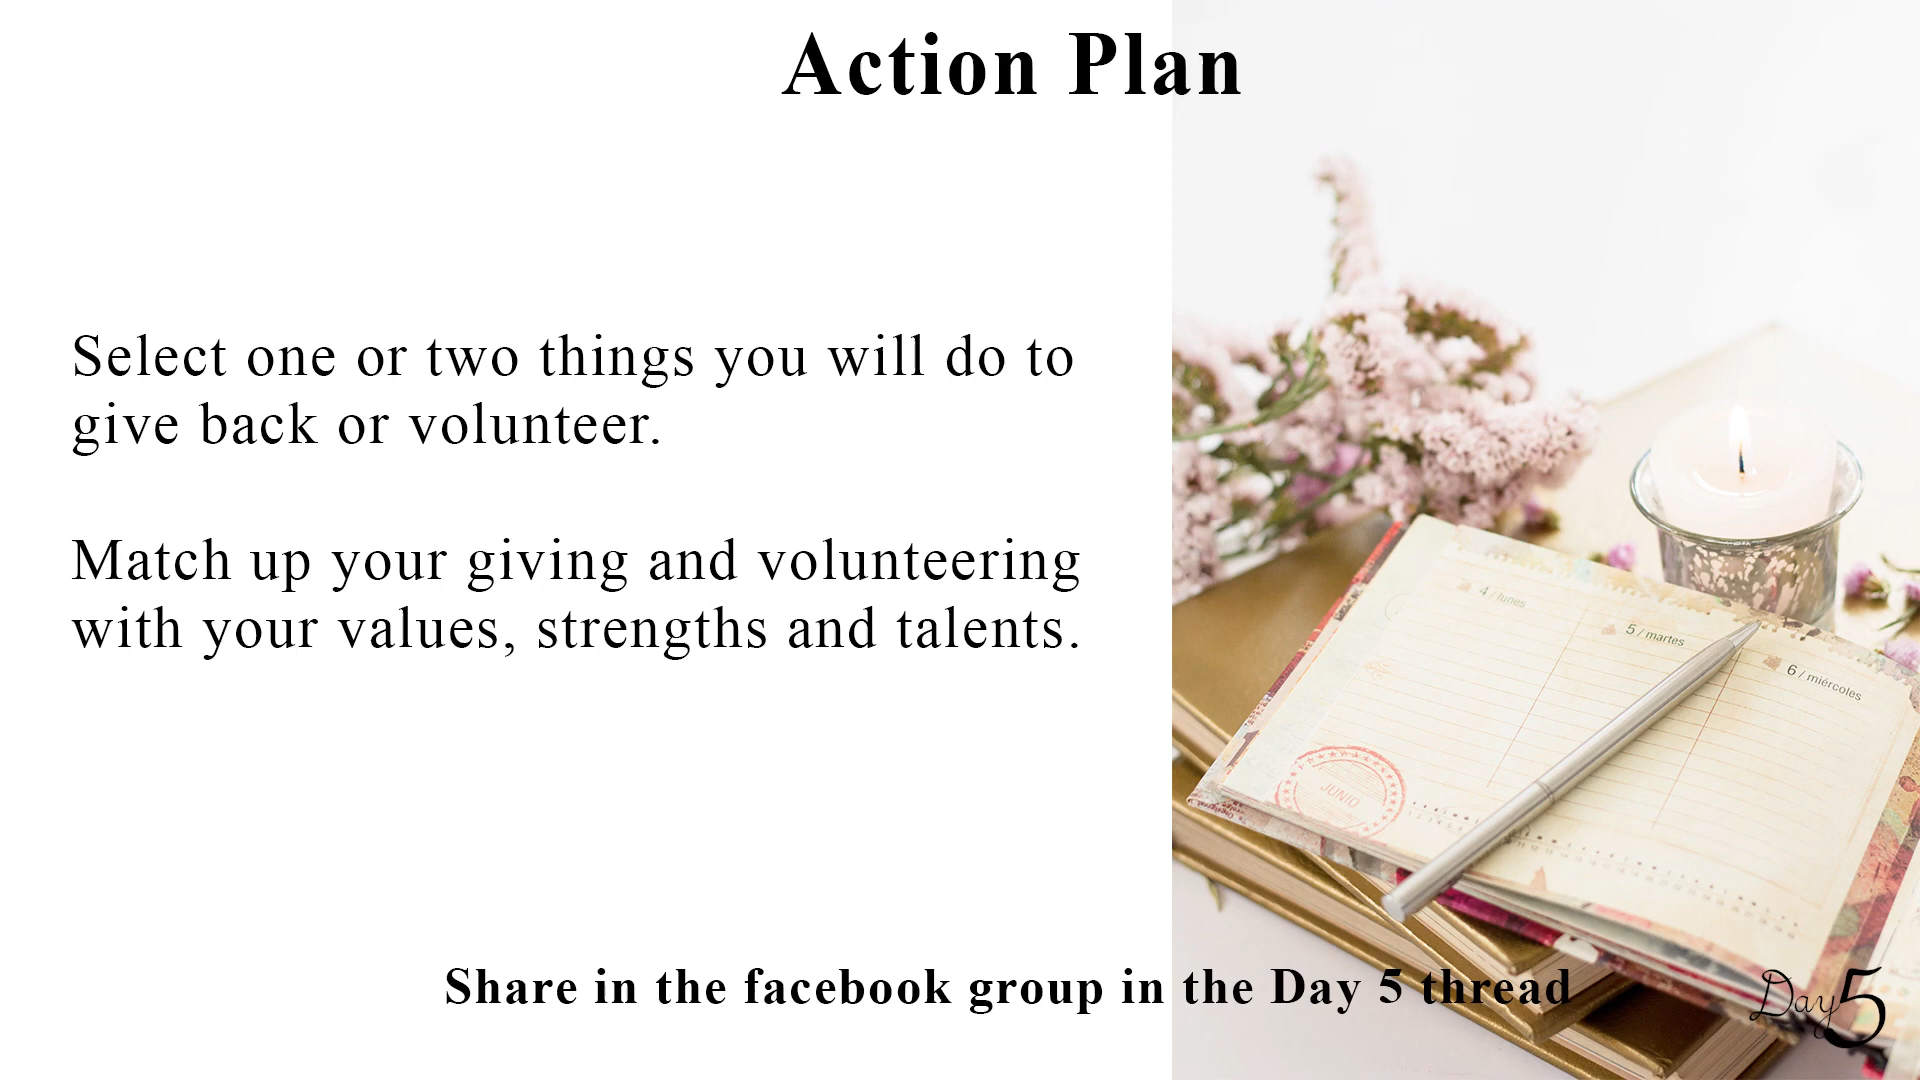 Action Plan
Select one or two things you will do to
give back or volunteer.
Match up your giving and volunteering
with your values, strengths and talents.
4 / lunes
5 / martes
6 / miércoles
JUNIO
Share in the facebook group in the Day 5 thread
Day 5